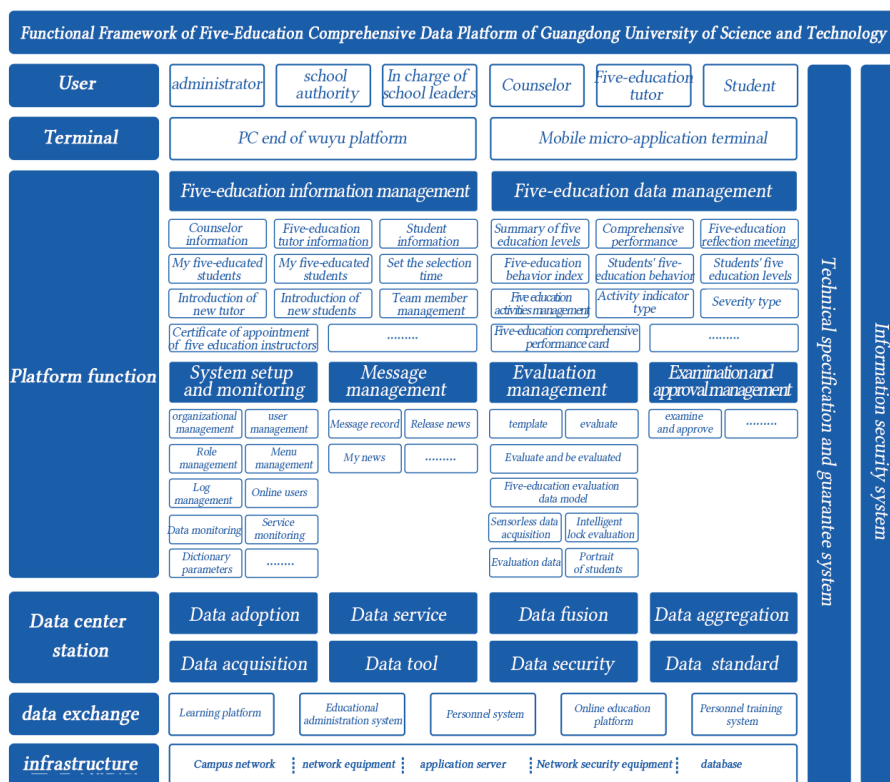 Functional Framework of Five-Education Comprehensive Data Platform of Guangdong University of Science and Technology
User
administrator
school
authority
In charge of
school leaders
Counselor
Five-education
tutor
Student
Terminal
PC end of wuyu platform
Mobile micro-application terminal
Platform function
Five-education information management
Five-education data management
Counselor
information
Five-education
tutor information
Student
information
Summary of five
education levels
Comprehensive
performance
Five-education
reflection meeting
My five-educated
students
My five-educated
students
Set the selection
time
Five-education
behavior index
Students' five-
education behavior
Students' five
education levels
Introduction of
new tutor
Introduction of
new students
Team member
management
Five education
activities management
Activity indicator
type
Severity type
Certificate of appointment
of five education instructors
.........
Five-education comprehensive
performance card
.........
System setup
and monitoring
Message
management
Evaluation
management
Examination and
approval management
organizational
management
user
management
Message record
Release news
template
evaluate
examine
and approve
.........
Role
management
Menu
management
My news
.........
Evaluate and be evaluated
Log
management
Online users
Five-education evaluation
data model
Data monitoring
Service
monitoring
Sensorless data
acquisition
Intelligent
lock evaluation
Dictionary
parameters
........
Evaluation data
Portrait
of students
Data center
station
Data adoption
Data service
Data fusion
Data aggregation
Data acquisition
Data tool
Data security
Data standard
data exchange
Learning platform
Educational
administration system
Personnel system
Online education
platform
Personnel training
system
infrastructure
Campus network
network equipment
application server
Network security equipment
database
Technical specification and guarantee system
Information security system